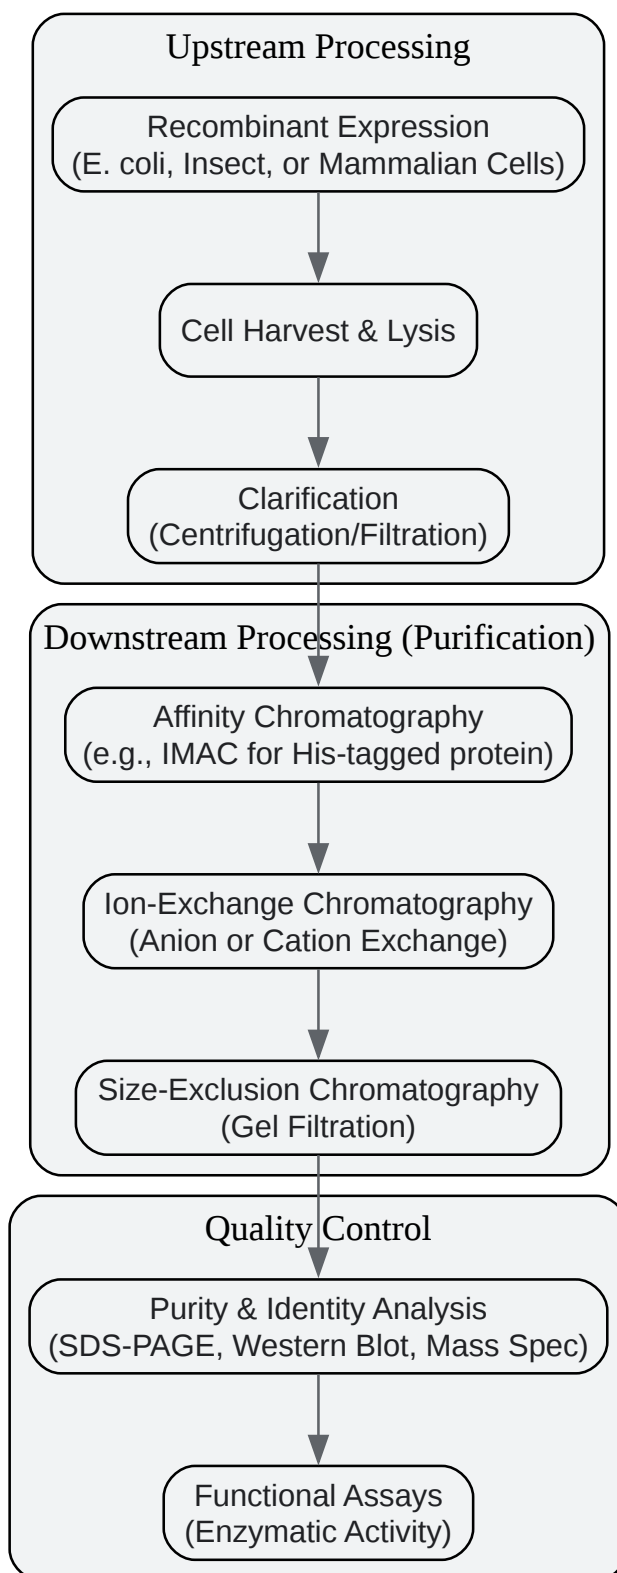 Upstream Processing
Recombinant Expression
(E. coli, Insect, or Mammalian Cells)
Cell Harvest & Lysis
Clarification
(Centrifugation/Filtration)
Downstream Processing (Purification)
Affinity Chromatography
(e.g., IMAC for His-tagged protein)
Ion-Exchange Chromatography
(Anion or Cation Exchange)
Size-Exclusion Chromatography
(Gel Filtration)
Quality Control
Purity & Identity Analysis
(SDS-PAGE, Western Blot, Mass Spec)
Functional Assays
(Enzymatic Activity)